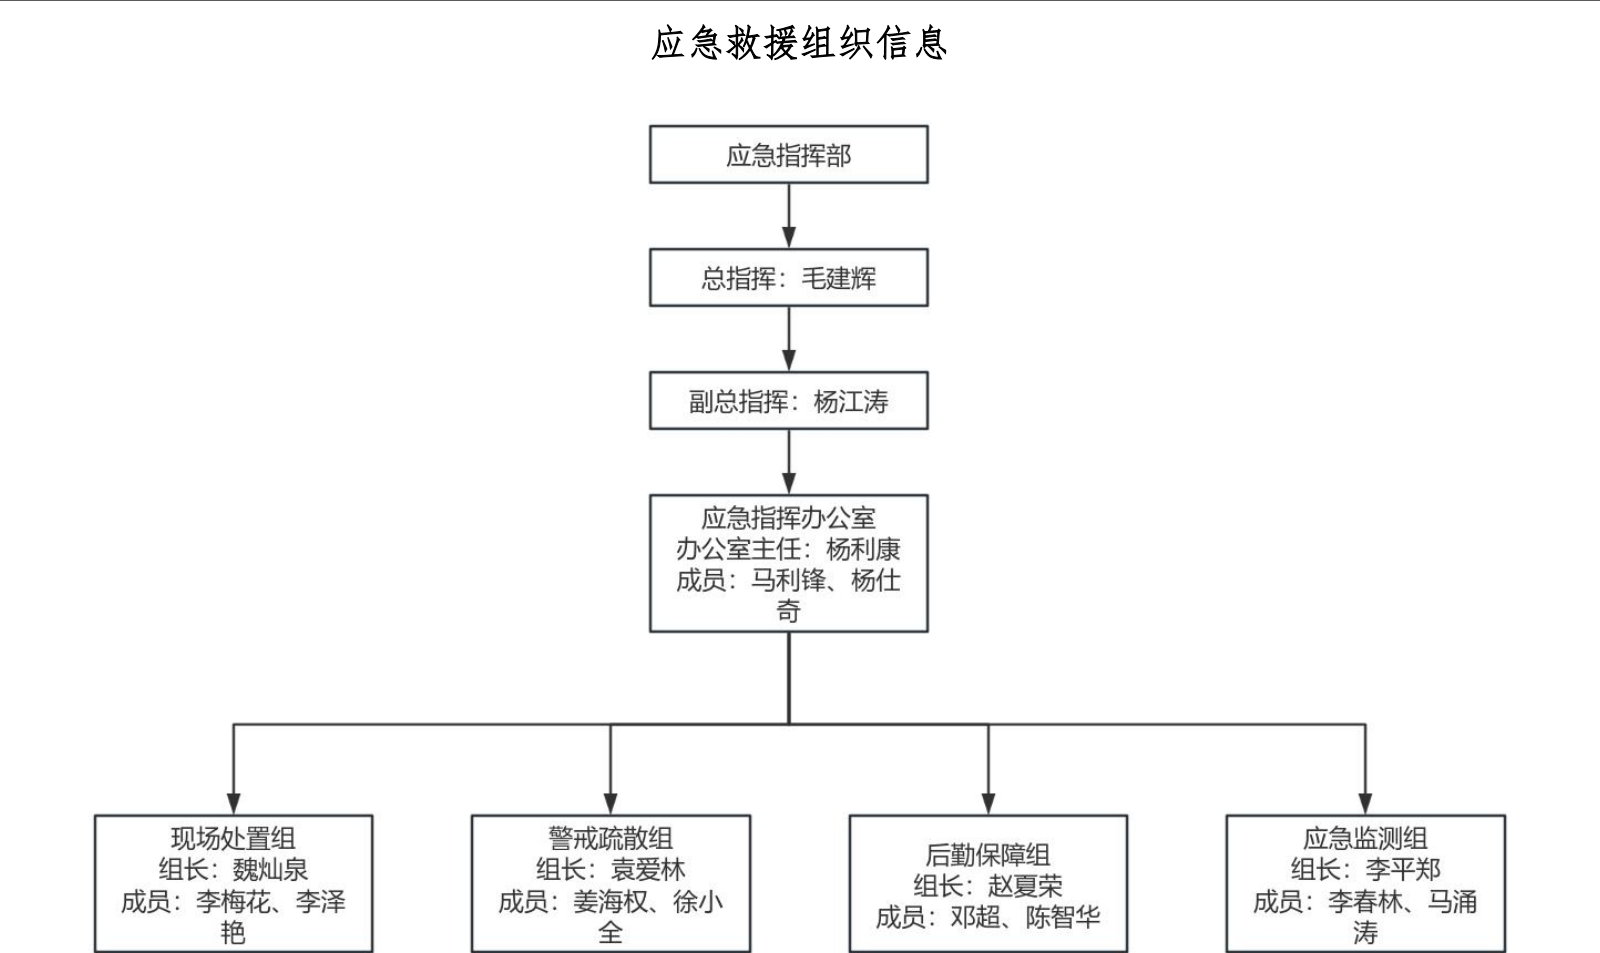 应急救援组织信息
应急指挥部
总指挥：毛建辉
副总指挥：杨江涛
应急指挥办公室
办公室主任：杨利康
成员：马利锋、杨仕
奇
现场处置组
组长：魏灿泉
成员：李梅花、李泽
艳
警戒疏散组
组长：袁爱林
成员：姜海权、徐小
全
后勤保障组
组长：赵夏荣
成员：邓超、陈智华
应急监测组
组长：李平郑
成员：李春林、马涌
涛